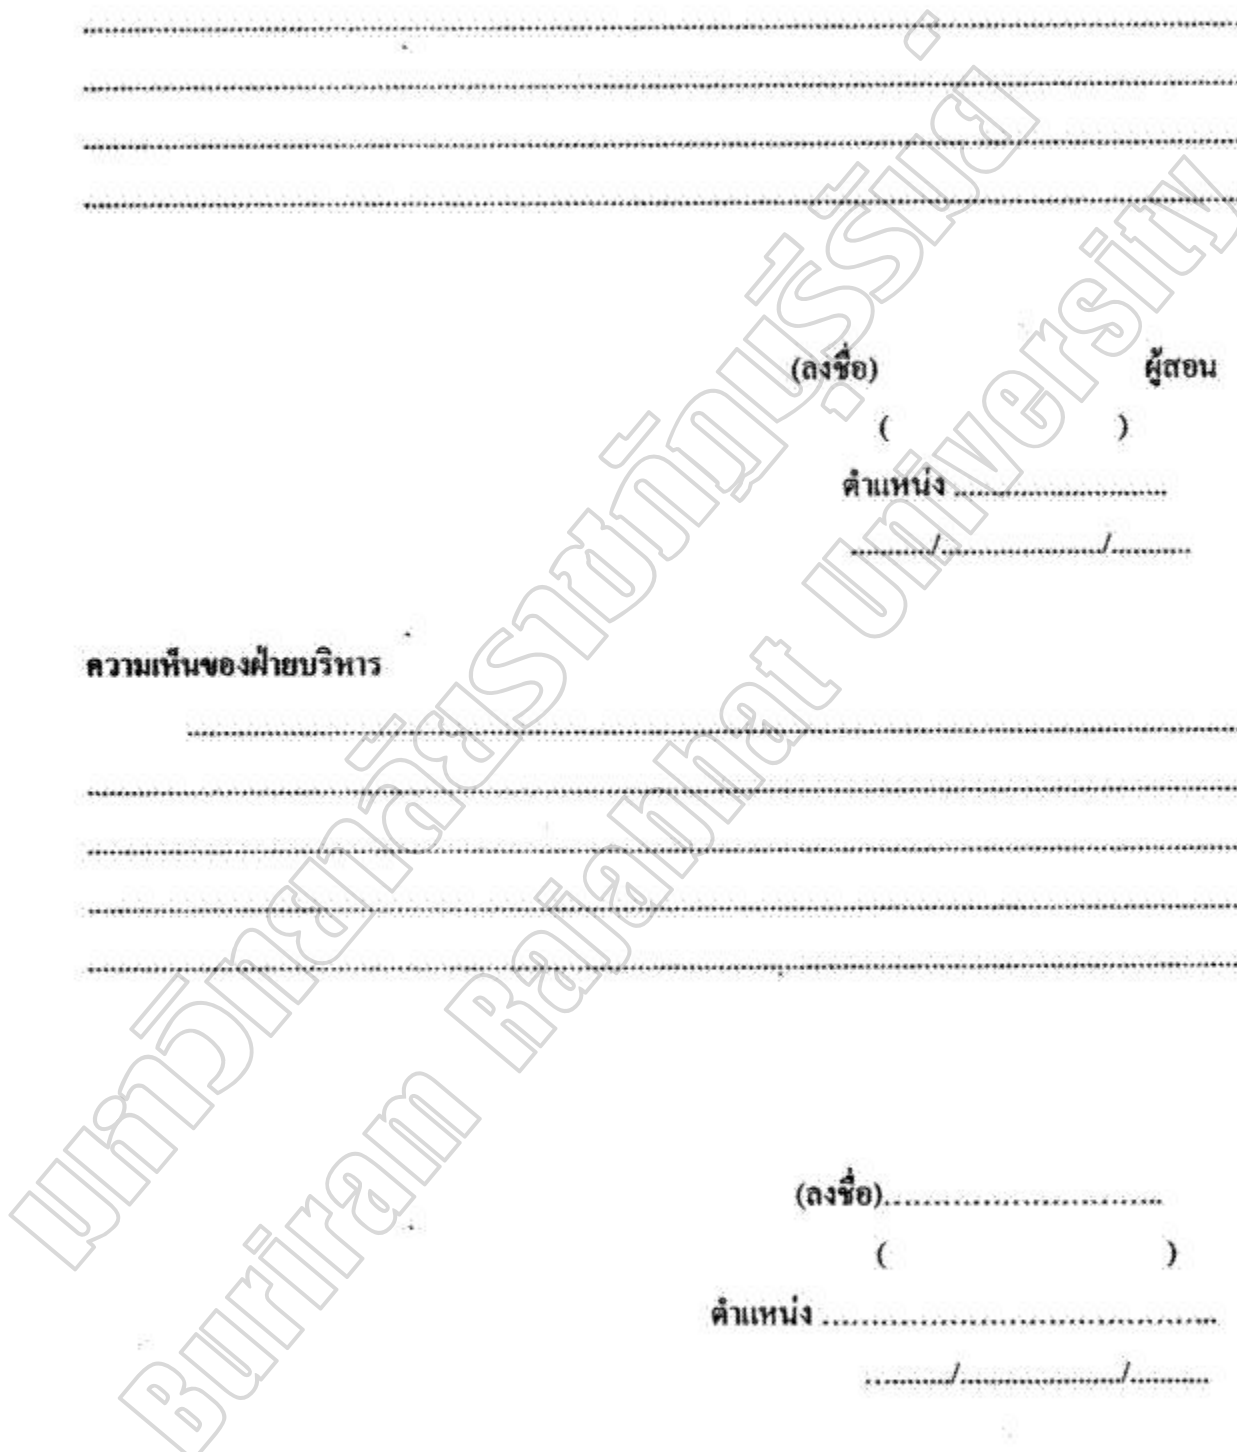 ........................................................................................................
........................................................................................................
........................................................................................................
........................................................................................................
(ลงชื่อ) ผู้สอน
( )
ตำแหน่ง ..............................
............/......................../............
ความเห็นของฝ่ายบริหาร
........................................................................................................
........................................................................................................
........................................................................................................
........................................................................................................
........................................................................................................
(ลงชื่อ)..............................
( )
ตำแหน่ง ........................................
............/......................../............
มหาวิทยาลัยราชภัฏบุรีรัมย์
Buriram Rajabhat University